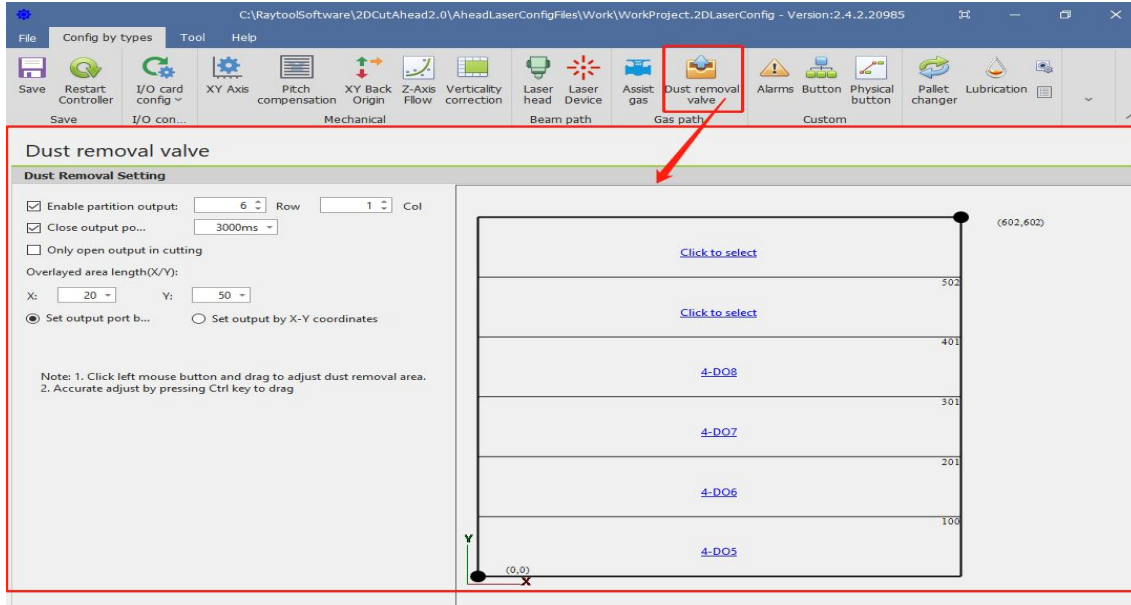 C:\RaytoolSoftware\2DCutAhead2.0\AheadLaserConfigFiles\Work\WorkProject.2DLaserConfig - Version:2.4.2.20985
File Config by types Tool Help
Save Restart Controller I/O card config XY Axis Pitch compensation XY Back Origin Z-Axis Fllow Verticality correction Laser head Laser Device Assist gas Dust removal valve Alarms Button Physical button Pallet changer Lubrication
Save I/O con... Mechanical Beam path Gas path Custom
Dust removal valve
Dust Removal Setting
Enable partition output: 6 Row 1 Col
Close output po... 3000ms
Only open output in cutting
Overlayed area length(X/Y):
X: 20 Y: 50
Set output port b... Set output by X-Y coordinates
Note: 1. Click left mouse button and drag to adjust dust removal area.
2. Accurate adjust by pressing Ctrl key to drag
(602,602)
Click to select
502
Click to select
401
4-DO8
301
4-DO7
201
4-DO6
100
Y
4-DO5
(0,0)
X